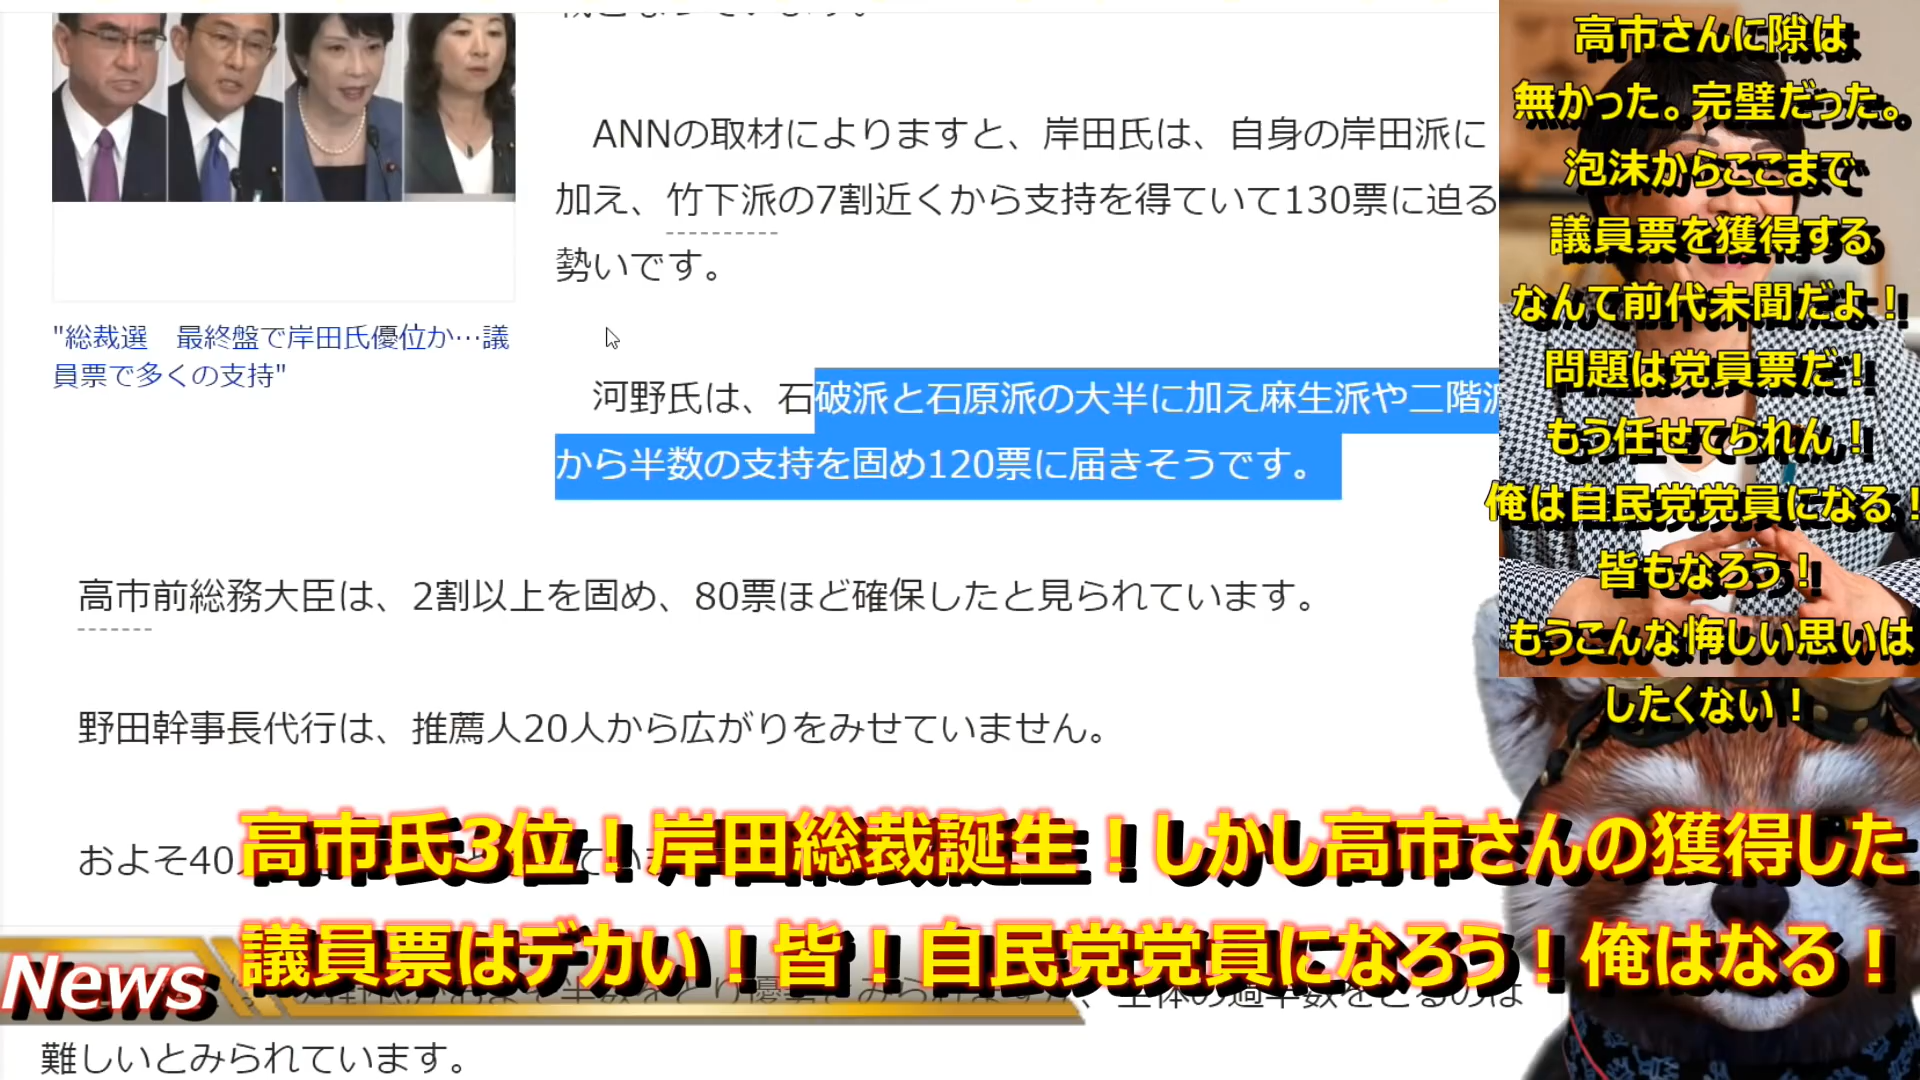 ANNの取材によりますと、岸田氏は、自身の岸田派に
加え、竹下派の7割近くから支持を得ていて130票に迫る
勢いです。
"総裁選　最終盤で岸田氏優位か…議
員票で多くの支持"
河野氏は、石破派と石原派の大半に加え麻生派や二階派
から半数の支持を固め120票に届きそうです。
高市前総務大臣は、2割以上を固め、80票ほど確保したと見られています。
野田幹事長代行は、推薦人20人から広がりをみせていません。
およそ40
全体の過半数をとるのは
難しいとみられています。
高市さんに隙は
無かった。完璧だった。
泡沫からここまで
議員票を獲得する
なんて前代未聞だよ！
問題は党員票だ！
もう任せてられん！
俺は自民党党員になる！
皆もなろう！
もうこんな悔しい思いは
したくない！
高市氏3位！岸田総裁誕生！しかし高市さんの獲得した
議員票はデカい！皆！自民党党員になろう！俺はなる！
News